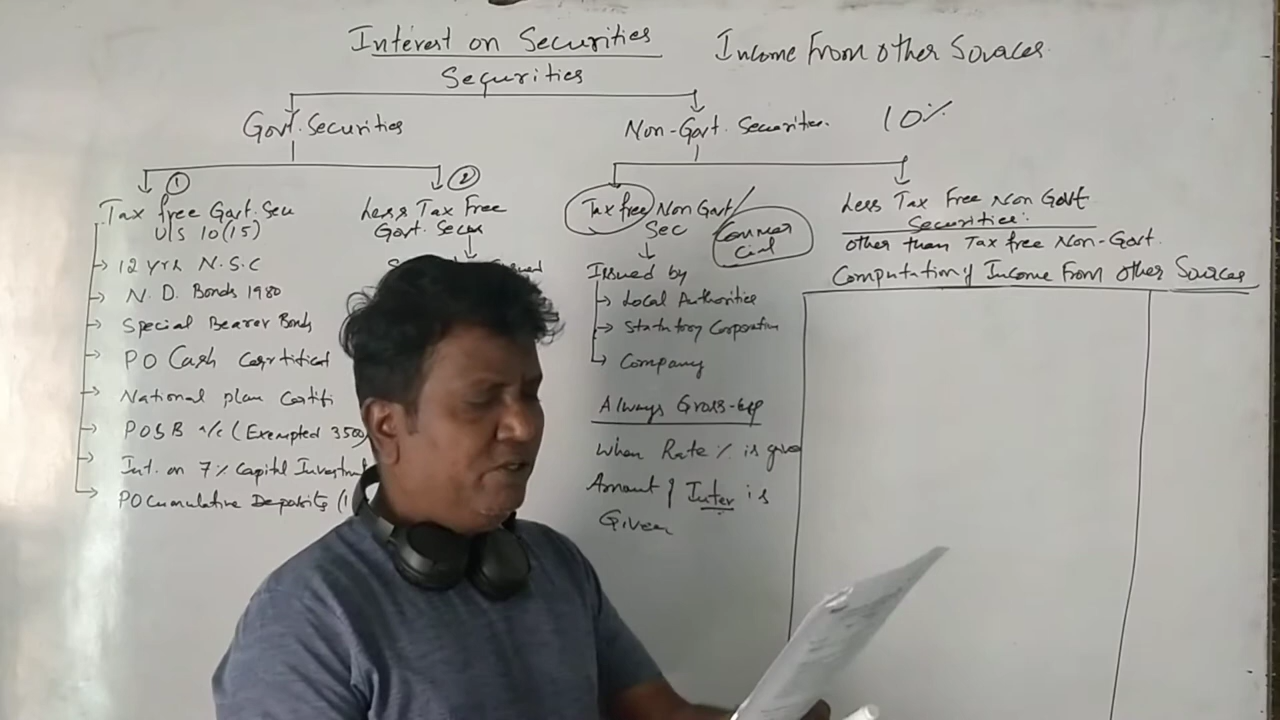 Interest on Securities
Income From other Sources
Securities
Govt. Securities
Non-Govt. Securities.
10%
1
2
Tax free Govt. Sec
U/S 10(15)
Less Tax Free
Govt. Secu
Tax free Non Govt/
Sec
Commer
cial
Less Tax Free Non Govt
Securities:
other than Tax free Non-Govt.
12 yrs N.S.C
N. D. Bonds 1980
Special Bearer Bonds
PO Cash
National plan Certifi
POSB a/c (Exempted 3500)
Int. on 7% Capital Investment
PO Cumulative Deposits (1
Issued by
Local Authorities
Statutory Corporation
Company
Always Gross-up
When Rate % is given
Amount of Inter is
Given
Computation of Income From other Sources